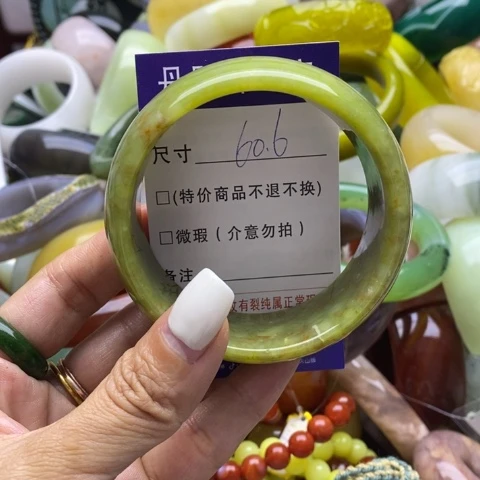 尺寸 60.6
□(特价商品不退不换)
□微瑕(介意勿拍)
备注
有裂纯属正常